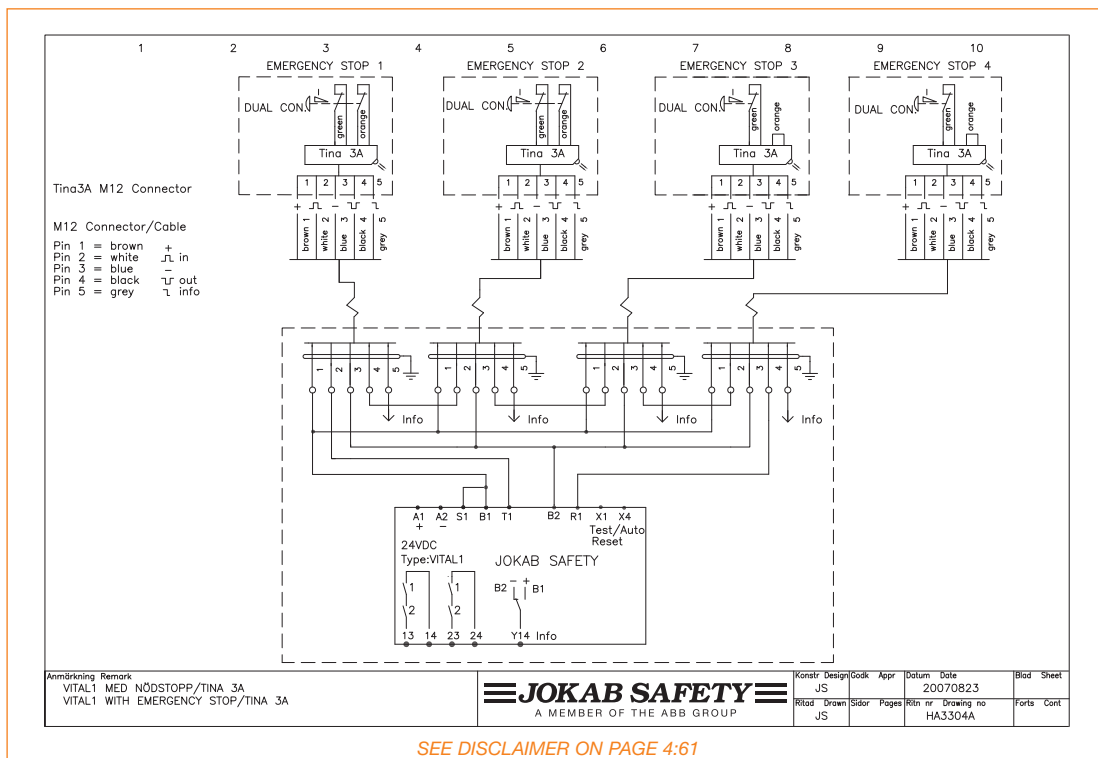 1 2 3 4 5 6 7 8 9 10
EMERGENCY STOP 1 EMERGENCY STOP 2 EMERGENCY STOP 3 EMERGENCY STOP 4
DUAL CON. DUAL CON. DUAL CON. DUAL CON.
green orange green orange green orange green orange
Tina 3A Tina 3A Tina 3A Tina 3A
1 2 3 4 5 1 2 3 4 5 1 2 3 4 5 1 2 3 4 5
Tina3A M12 Connector
+ − + − + − + −
brown 1 white 2 blue 3 black 4 grey 5 brown 1 white 2 blue 3 black 4 grey 5 brown 1 white 2 blue 3 black 4 grey 5 brown 1 white 2 blue 3 black 4 grey 5
M12 Connector/Cable
Pin 1 = brown +
Pin 2 = white in
Pin 3 = blue −
Pin 4 = black out
Pin 5 = grey info
1 2 3 4 5 1 2 3 4 5 1 2 3 4 5 1 2 3 4 5
Info Info Info Info
A1 A2 S1 B1 T1 B2 R1 X1 X4
+ − Test/Auto
Reset
24VDC
Type:VITAL1 JOKAB SAFETY
1 1 B2 − + B1
2 2
13 14 23 24 Y14 Info
Anmärkning Remark
VITAL1 MED NÖDSTOPP/TINA 3A
VITAL1 WITH EMERGENCY STOP/TINA 3A
JOKAB SAFETY
A MEMBER OF THE ABB GROUP
Konstr Design Godk Appr Datum Date Blad Sheet
JS 20070823
Ritad Drawn Sidor Pages Ritn nr Drawing no Forts Cont
JS HA3304A
SEE DISCLAIMER ON PAGE 4:61